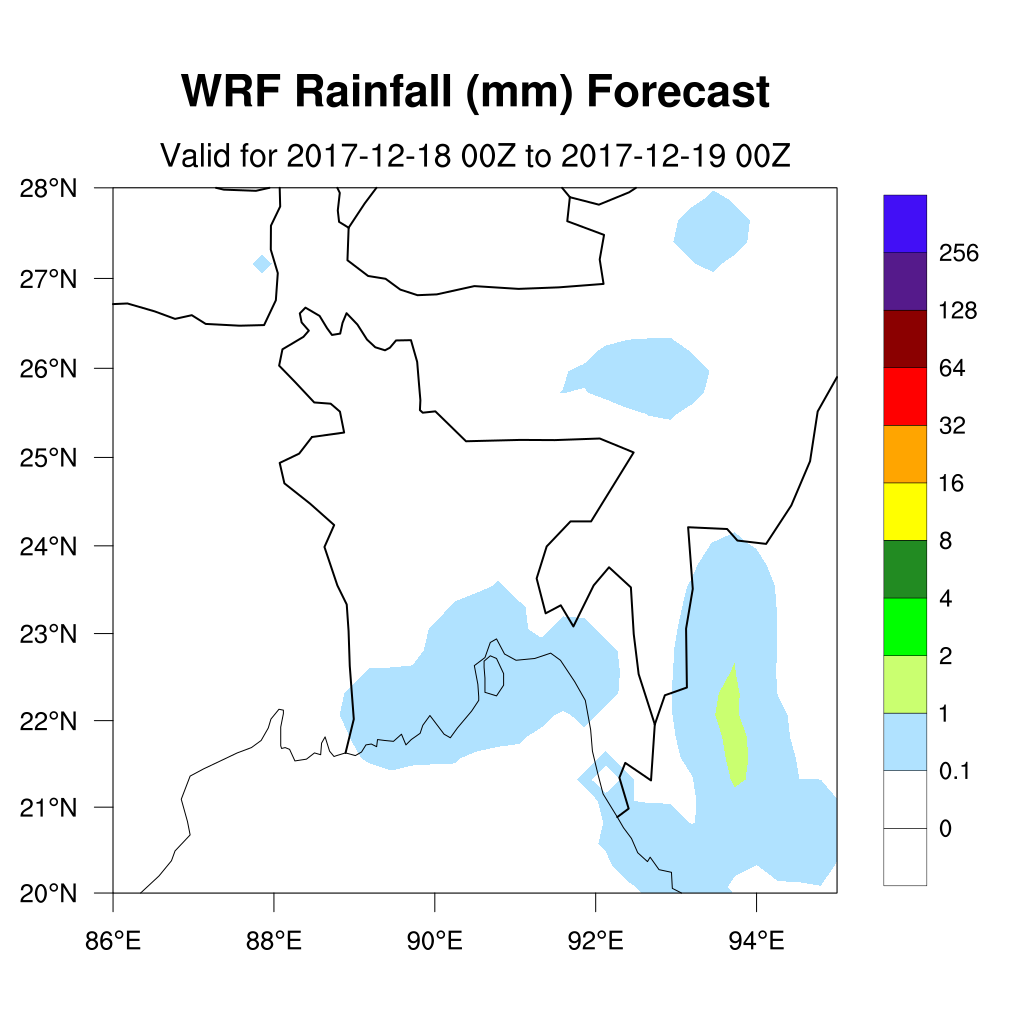 WRF Rainfall (mm) Forecast
Valid for 2017-12-18 00Z to 2017-12-19 00Z
28°N
27°N
26°N
25°N
24°N
23°N
22°N
21°N
20°N
86°E
88°E
90°E
92°E
94°E
256
128
64
32
16
8
4
2
1
0.1
0